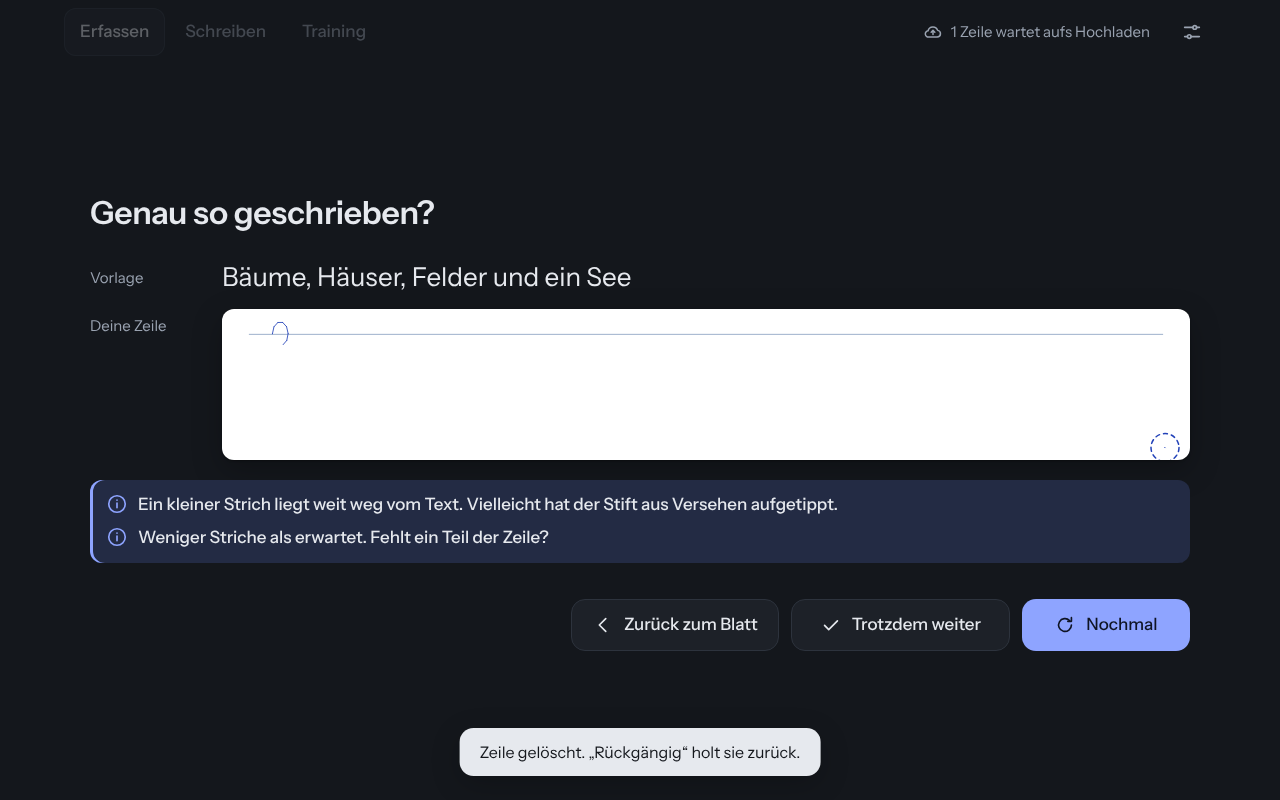 Erfassen Schreiben Training 1 Zeile wartet aufs Hochladen
Genau so geschrieben?
Vorlage Bäume, Häuser, Felder und ein See
Deine Zeile
Ein kleiner Strich liegt weit weg vom Text. Vielleicht hat der Stift aus Versehen aufgetippt.
Weniger Striche als erwartet. Fehlt ein Teil der Zeile?
Zurück zum Blatt Trotzdem weiter Nochmal
Zeile gelöscht. „Rückgängig“ holt sie zurück.